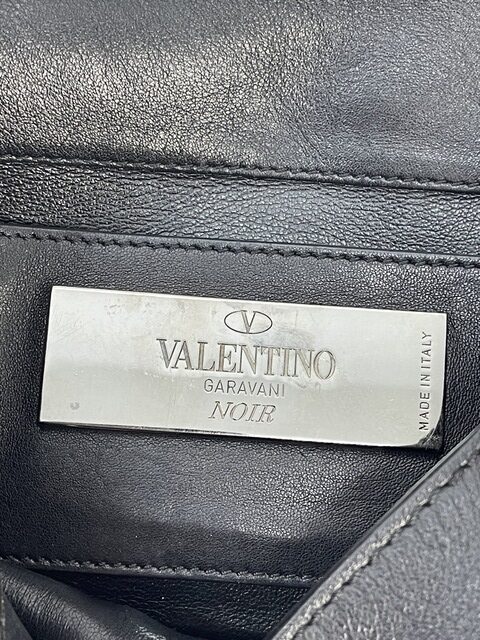 V
VALENTINO
GARAVANI
NOIR
MADE IN ITALY